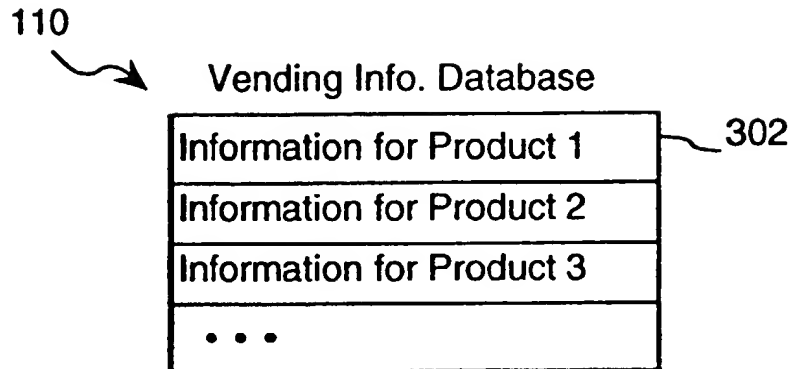 110
Vending Info. Database
Information for Product 1
302
Information for Product 2
Information for Product 3
• • •